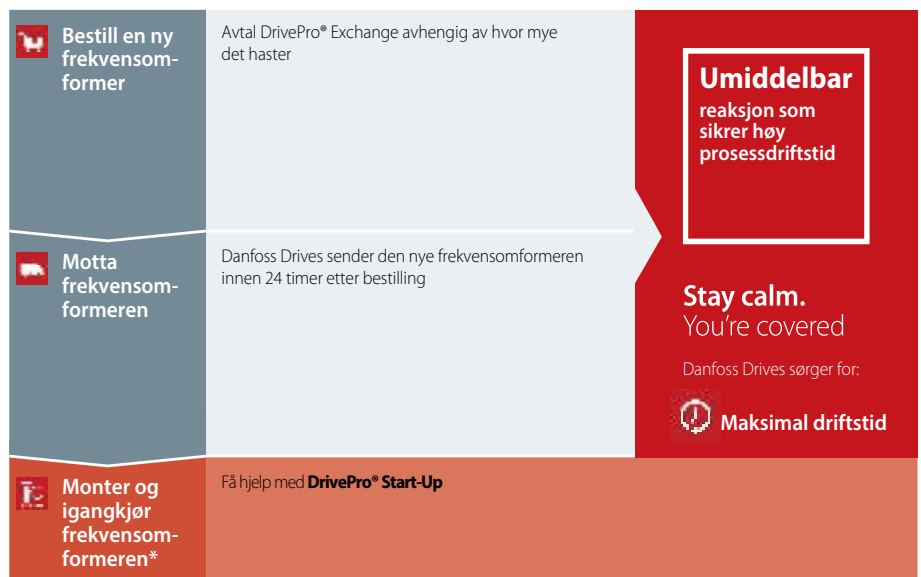 Bestill en ny
frekvensom-
former
Avtal DrivePro® Exchange avhengig av hvor mye
det haster
Motta
frekvensom-
formeren
Danfoss Drives sender den nye frekvensomformeren
innen 24 timer etter bestilling
Monter og
igangkjør
frekvensom-
formeren*
Få hjelp med DrivePro® Start-Up
Umiddelbar
reaksjon som
sikrer høy
prosessdriftstid
Stay calm.
You're covered
Danfoss Drives sørger for:
Maksimal driftstid